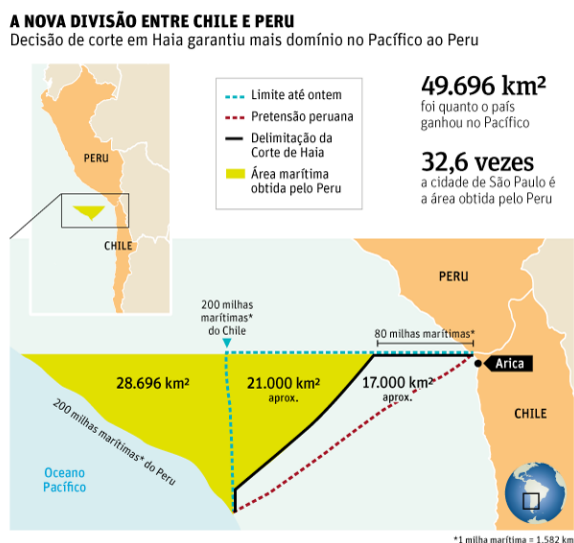 A NOVA DIVISÃO ENTRE CHILE E PERU
Decisão de corte em Haia garantiu mais domínio no Pacífico ao Peru
PERU
CHILE
Limite até ontem
Pretensão peruana
Delimitação da
Corte de Haia
Área marítima
obtida pelo Peru
49.696 km²
foi quanto o país
ganhou no Pacífico
32,6 vezes
a cidade de São Paulo é
a área obtida pelo Peru
PERU
200 milhas
marítimas*
do Chile
80 milhas marítimas*
Arica
28.696 km²
21.000 km²
aprox.
17.000 km²
aprox.
CHILE
200 milhas marítimas* do Peru
Oceano
Pacífico
*1 milha marítima = 1.582 km